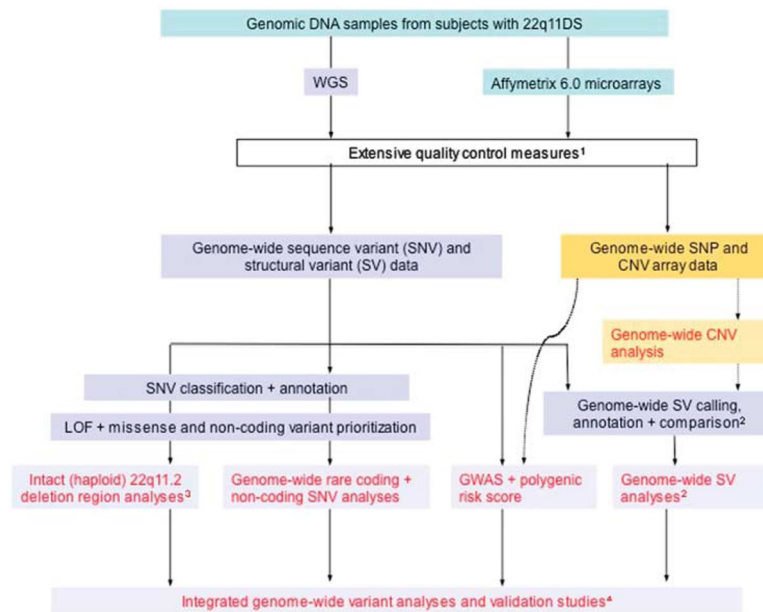 Genomic DNA samples from subjects with 22q11DS
WGS
Affymetrix 6.0 microarrays
Extensive quality control measures¹
Genome-wide sequence variant (SNV) and
structural variant (SV) data
Genome-wide SNP and
CNV array data
Genome-wide CNV
analysis
SNV classification + annotation
Genome-wide SV calling,
annotation + comparison²
LOF + missense and non-coding variant prioritization
Intact (haploid) 22q11.2
deletion region analyses³
Genome-wide rare coding +
non-coding SNV analyses
GWAS + polygenic
risk score
Genome-wide SV
analyses²
Integrated genome-wide variant analyses and validation studies⁴